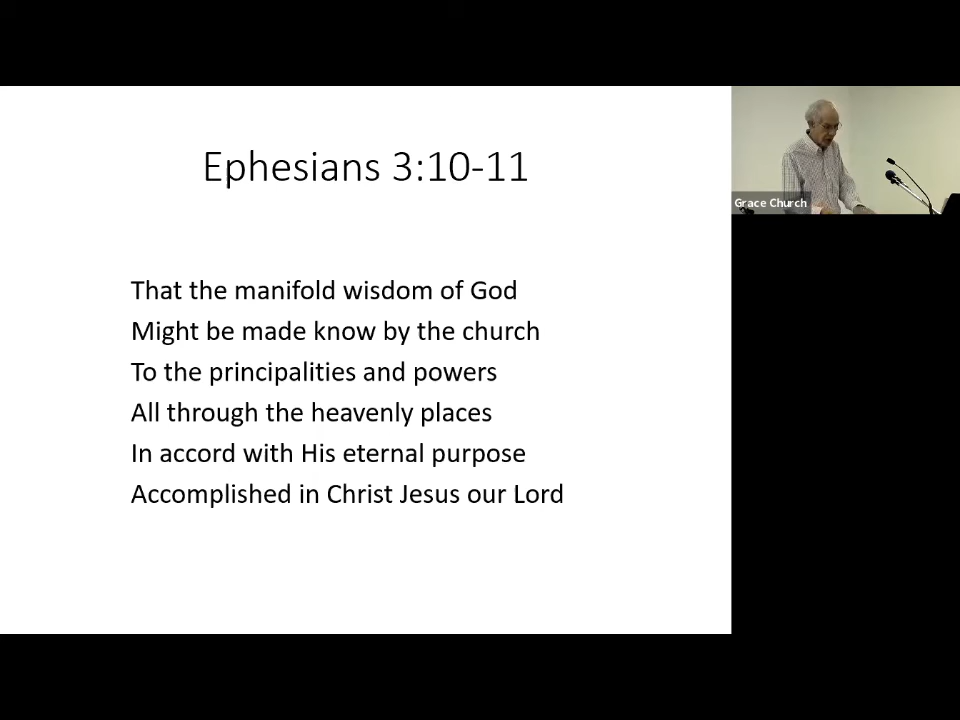 Ephesians 3:10-11
That the manifold wisdom of God
Might be made know by the church
To the principalities and powers
All through the heavenly places
In accord with His eternal purpose
Accomplished in Christ Jesus our Lord
Grace Church